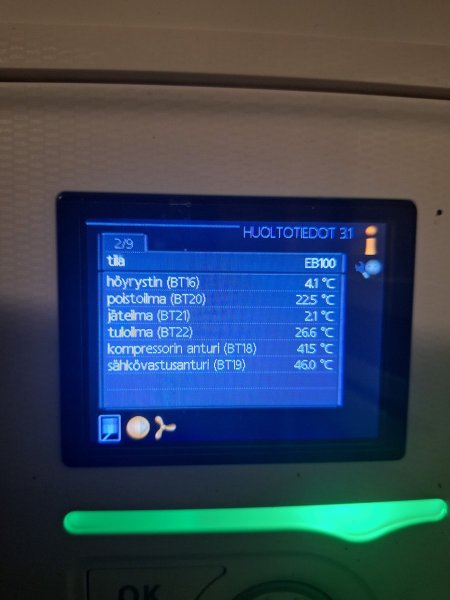 HUOLTOTIEDOT 3.1
2/9
tila EB100
höyrystin (BT16) 4.1 °C
poistoilma (BT20) 22.5 °C
jäteilma (BT21) 2.1 °C
tuloilma (BT22) 26.6 °C
kompressorin anturi (BT18) 41.5 °C
sähkövastusanturi (BT19) 46.0 °C
OK